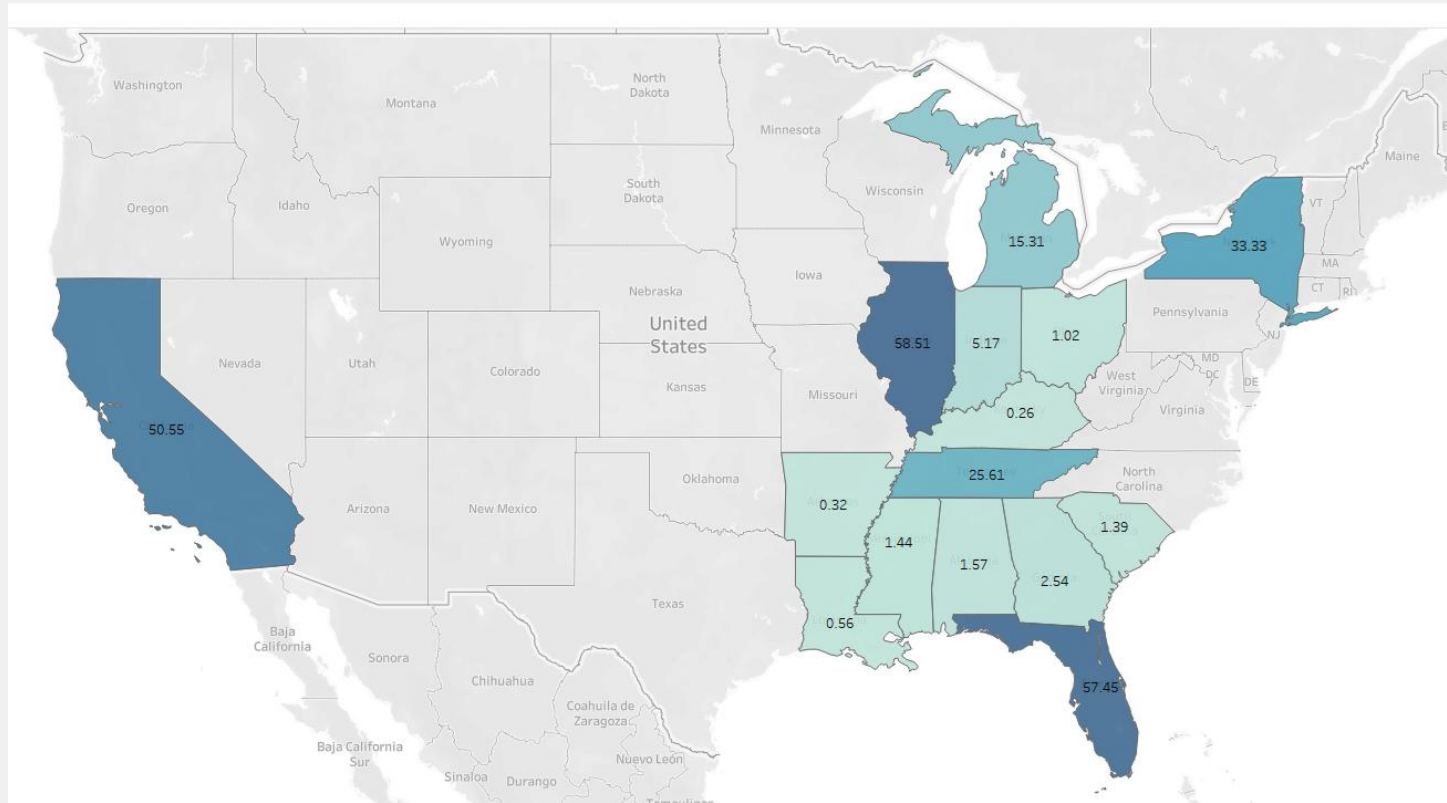 Washington
Montana
North
Dakota
Minnesota
Maine
Oregon
Idaho
South
Dakota
Wisconsin
VT
Wyoming
15.31
33.33
MA
Iowa
CT
RI
Nebraska
Pennsylvania
United
States
NJ
Nevada
Utah
Colorado
58.51
5.17
1.02
MD
DC
DE
West
Virginia
Kansas
Missouri
Virginia
0.26
50.55
25.61
North
Carolina
Oklahoma
Arizona
New Mexico
0.32
1.39
1.44
1.57
2.54
Texas
0.56
Baja
California
Sonora
Chihuahua
57.45
Coahuila de
Zaragoza
Baja California
Sur
Nuevo León
Sinaloa
Durango
Tamaulipas